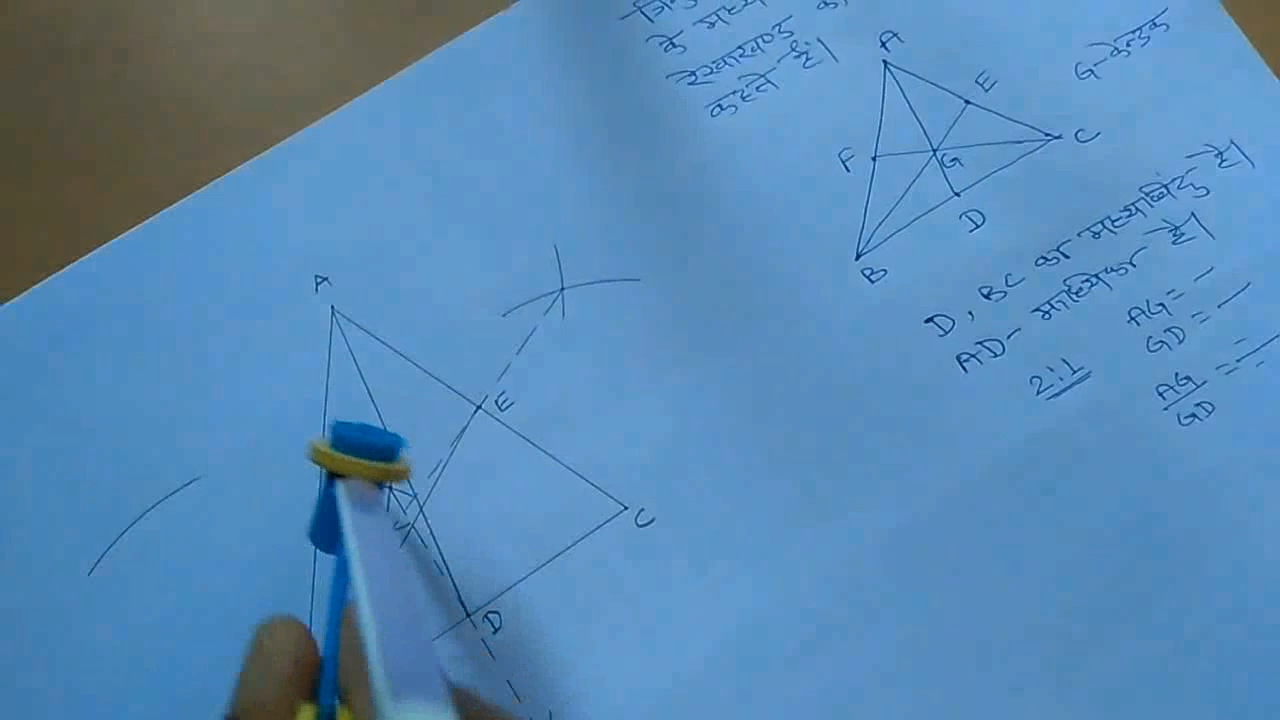 के मध्य
रेखाखण्ड
कहते हैं।
A
E
G-केन्द्रक
F
G
C
D
B
D, BC का मध्यबिंदु है।
AD- माध्यिका है।
2:1
AG = —
GD = —
AG/GD = —
A
E
C
D